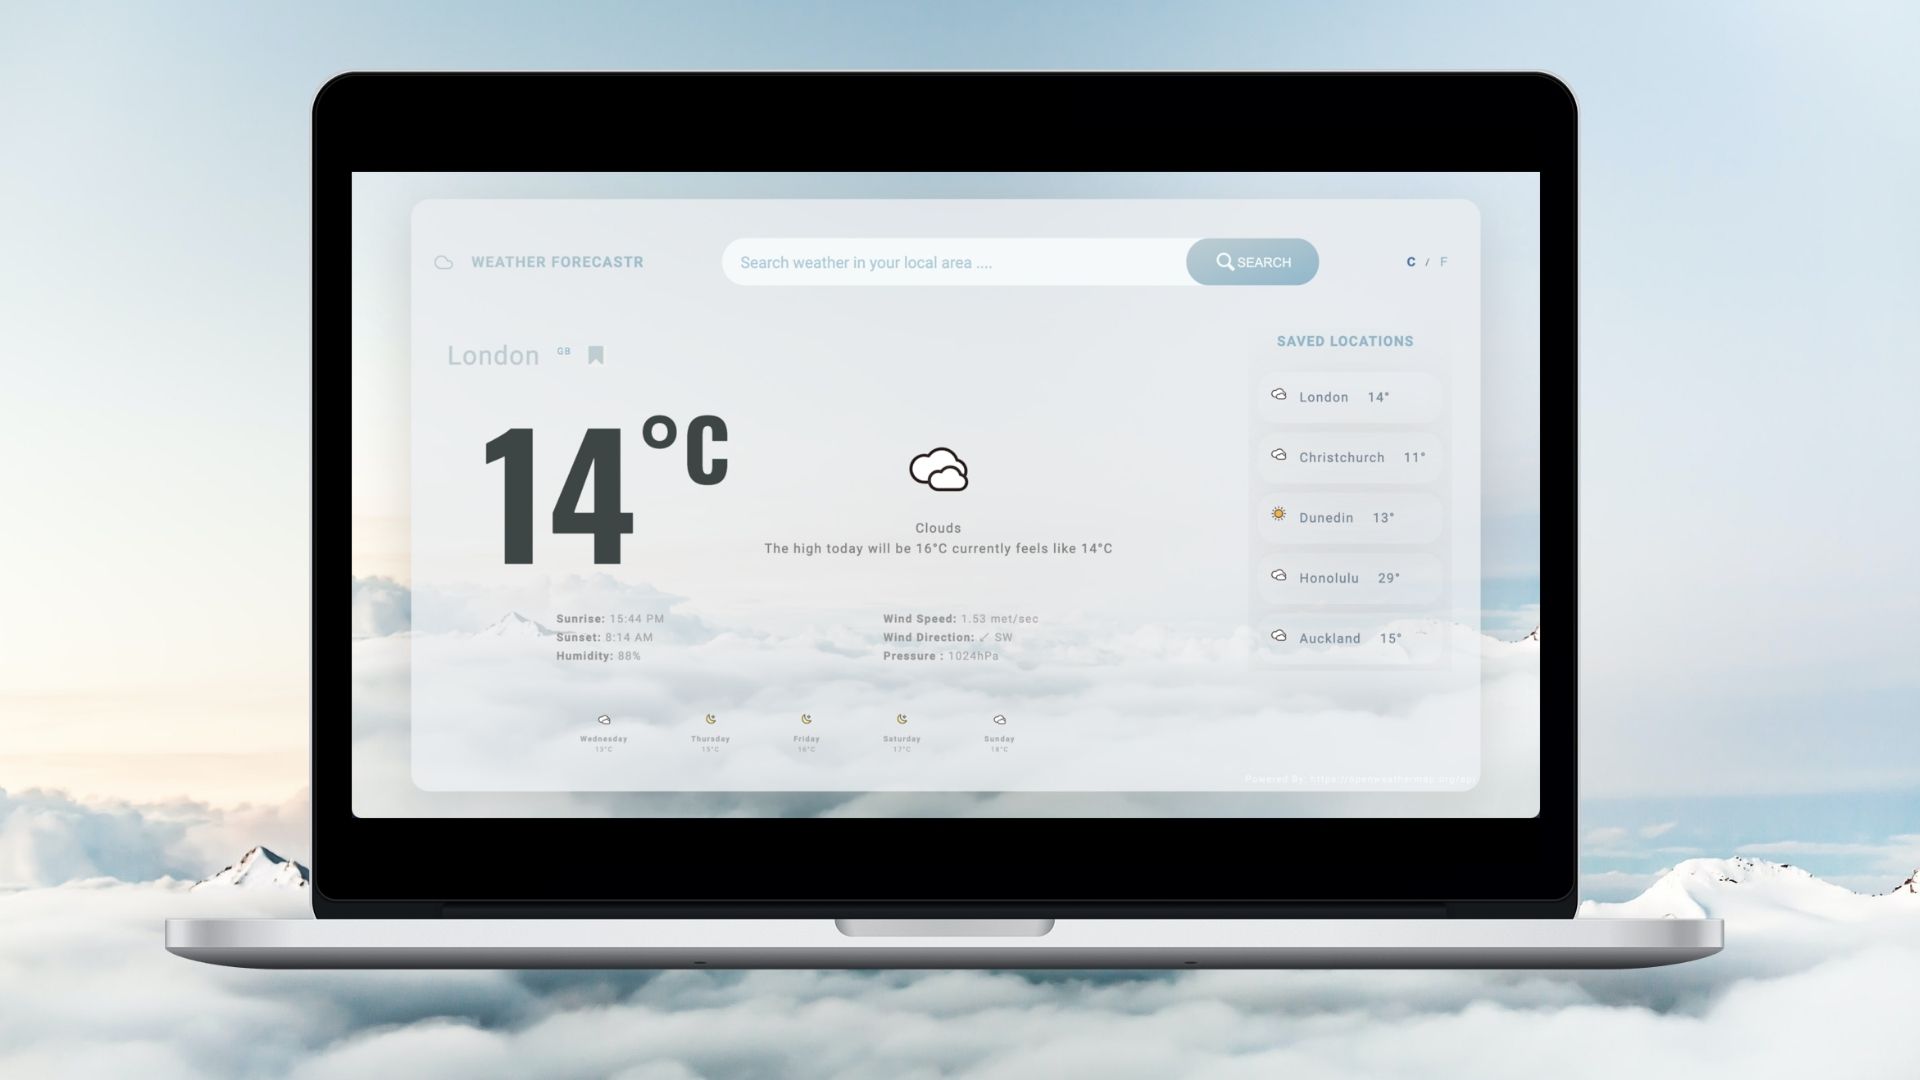 WEATHER FORECASTR
Search weather in your local area ....
SEARCH
C / F
London GB
14°C
Clouds
The high today will be 16°C currently feels like 14°C
Sunrise: 15:44 PM
Sunset: 8:14 AM
Humidity: 88%
Wind Speed: 1.53 met/sec
Wind Direction: ↙ SW
Pressure : 1024hPa
Wednesday
13°C
Thursday
15°C
Friday
16°C
Saturday
17°C
Sunday
18°C
SAVED LOCATIONS
London 14°
Christchurch 11°
Dunedin 13°
Honolulu 29°
Auckland 15°
Powered By: https://openweathermap.org/api